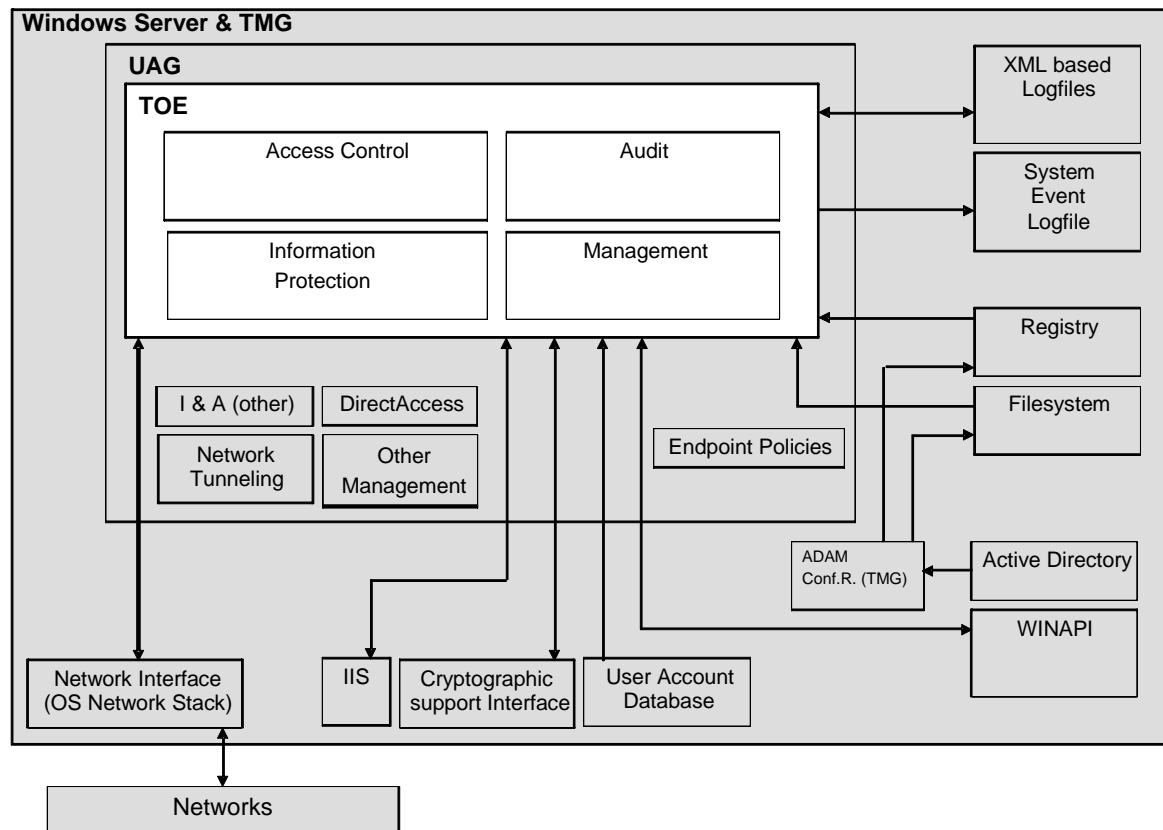 Windows Server & TMG
UAG
TOE
Access Control
Audit
Information
Protection
Management
XML based
Logfiles
System
Event
Logfile
Registry
Filesystem
I & A (other)
DirectAccess
Network
Tunneling
Other
Management
Endpoint Policies
ADAM
Conf.R. (TMG)
Active Directory
WINAPI
Network Interface
(OS Network Stack)
IIS
Cryptographic
support Interface
User Account
Database
Networks